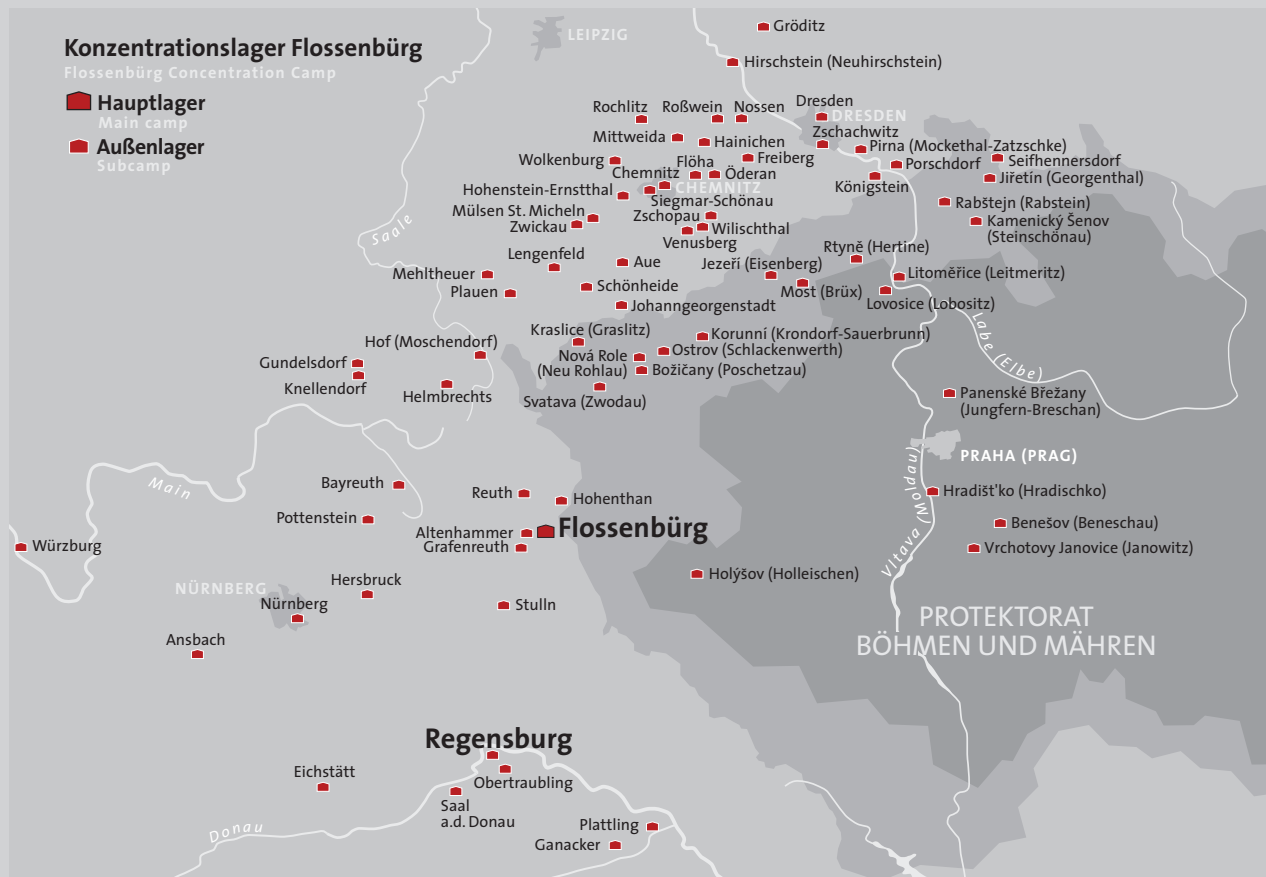 Konzentrationslager Flossenbürg
Flossenbürg Concentration Camp
Hauptlager
Main camp
Außenlager
Subcamp
LEIPZIG
Gröditz
Hirschstein (Neuhirschstein)
Rochlitz
Roßwein
Nossen
Dresden
DRESDEN
Mittweida
Hainichen
Zschachwitz
Pirna (Mockethal-Zatzschke)
Wolkenburg
Flöha
Freiberg
Porschdorf
Seifhennersdorf
Chemnitz
Öderan
Königstein
Jiřetín (Georgenthal)
Hohenstein-Ernstthal
CHEMNITZ
Siegmar-Schönau
Rabštejn (Rabstein)
Mülsen St. Micheln
Zschopau
Kamenický Šenov
(Steinschönau)
Zwickau
Wilischthal
Venusberg
Saale
Rtyně (Hertine)
Lengenfeld
Aue
Jezeří (Eisenberg)
Litoměřice (Leitmeritz)
Mehltheuer
Schönheide
Most (Brüx)
Lovosice (Lobositz)
Plauen
Johanngeorgenstadt
Labe (Elbe)
Kraslice (Graslitz)
Korunní (Krondorf-Sauerbrunn)
Hof (Moschendorf)
Nová Role
(Neu Rohlau)
Ostrov (Schlackenwerth)
Gundelsdorf
Božičany (Poschetzau)
Knellendorf
Helmbrechts
Svatava (Zwodau)
Panenské Břežany
(Jungfern-Breschan)
PRAHA (PRAG)
Main
Bayreuth
Reuth
Hohenthan
Hradišt'ko (Hradischko)
Vltava (Moldau)
Pottenstein
Altenhammer
Flossenbürg
Benešov (Beneschau)
Würzburg
Grafenreuth
Vrchotovy Janovice (Janowitz)
Holýšov (Holleischen)
NÜRNBERG
Hersbruck
Nürnberg
Stulln
PROTEKTORAT
BÖHMEN UND MÄHREN
Ansbach
Regensburg
Eichstätt
Obertraubling
Saal
a.d. Donau
Donau
Plattling
Ganacker